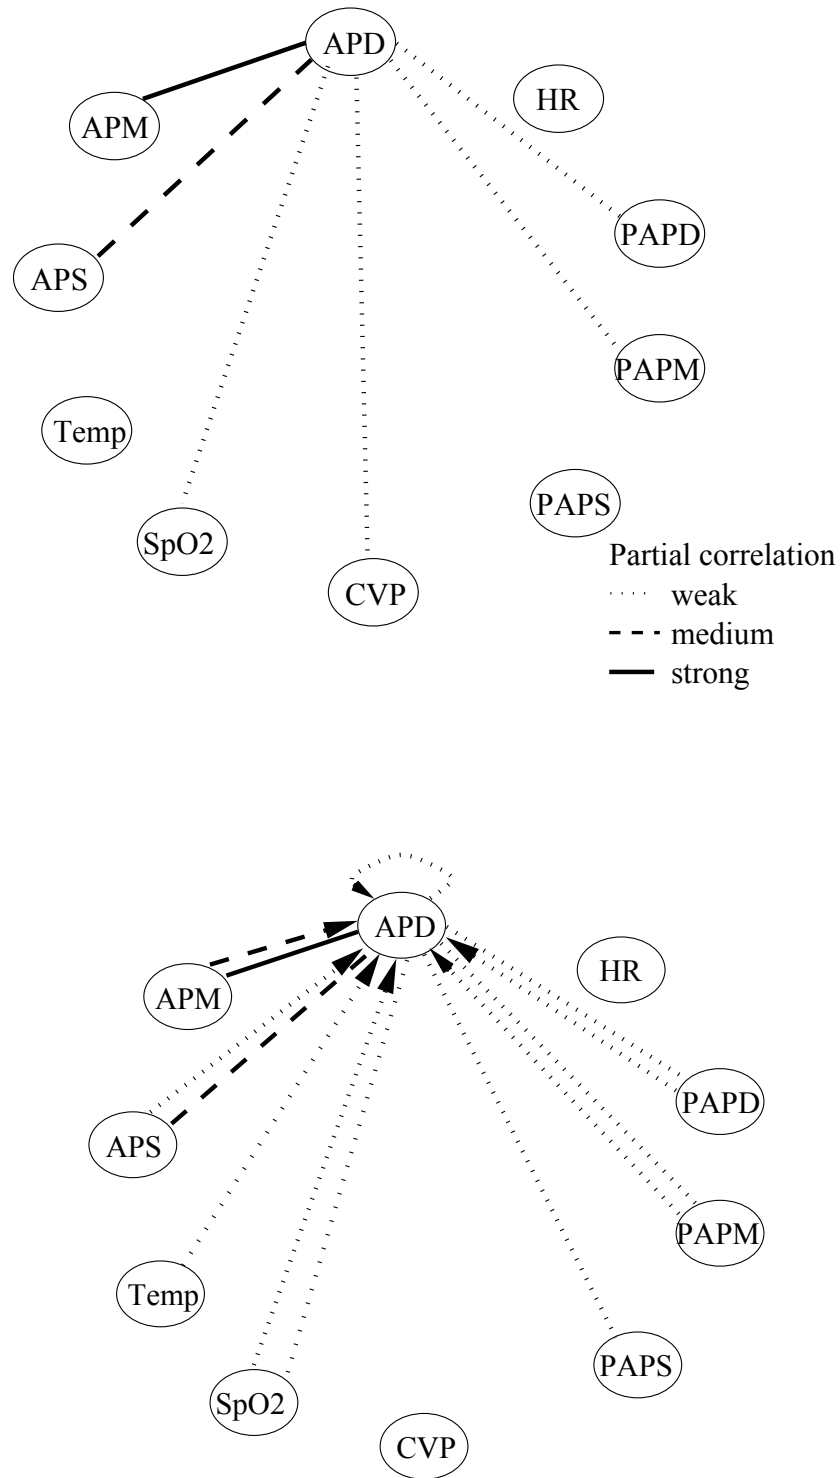 APD
HR
APM
PAPD
APS
PAPM
Temp
PAPS
SpO2
CVP
Partial correlation
weak
medium
strong
APD
HR
APM
PAPD
APS
PAPM
Temp
PAPS
SpO2
CVP